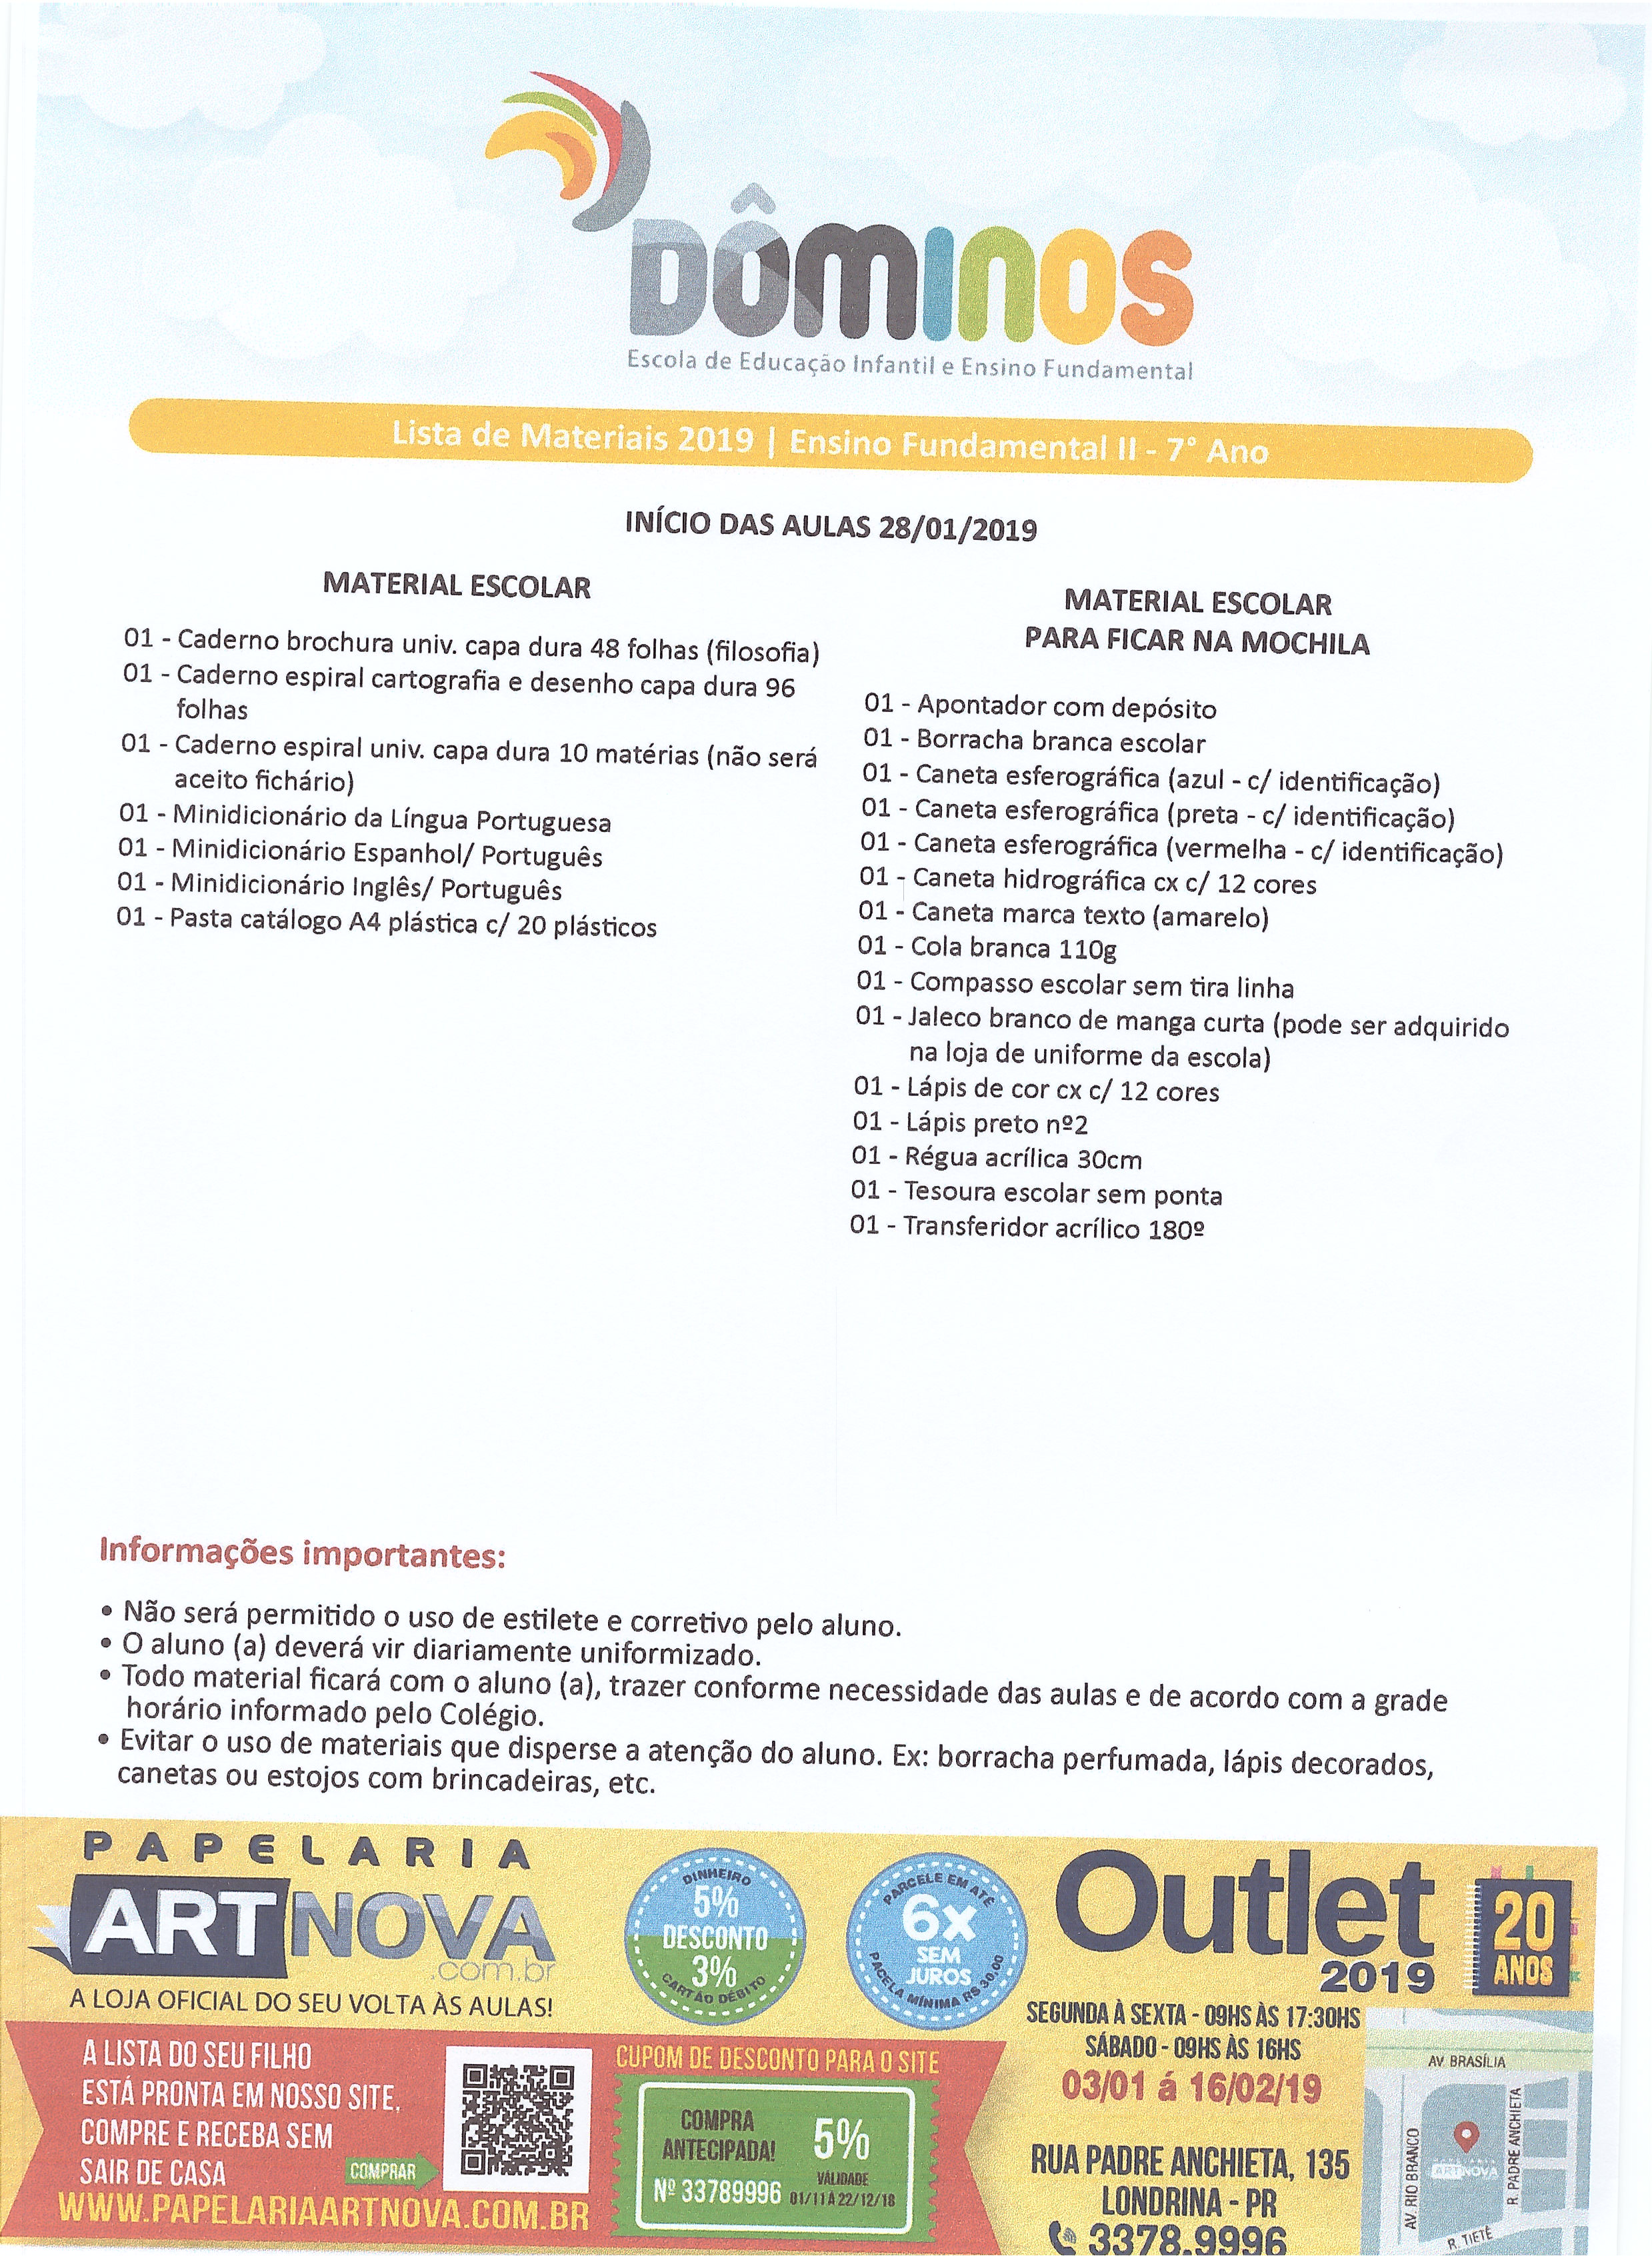 DÔMINOS
Escola de Educação Infantil e Ensino Fundamental
Lista de Materiais 2019 | Ensino Fundamental II - 7° Ano
INÍCIO DAS AULAS 28/01/2019
MATERIAL ESCOLAR
01 - Caderno brochura univ. capa dura 48 folhas (filosofia)
01 - Caderno espiral cartografia e desenho capa dura 96
folhas
01 - Caderno espiral univ. capa dura 10 matérias (não será
aceito fichário)
01 - Minidicionário da Língua Portuguesa
01 - Minidicionário Espanhol/ Português
01 - Minidicionário Inglês/ Português
01 - Pasta catálogo A4 plástica c/ 20 plásticos
MATERIAL ESCOLAR
PARA FICAR NA MOCHILA
01 - Apontador com depósito
01 - Borracha branca escolar
01 - Caneta esferográfica (azul - c/ identificação)
01 - Caneta esferográfica (preta - c/ identificação)
01 - Caneta esferográfica (vermelha - c/ identificação)
01 - Caneta hidrográfica cx c/ 12 cores
01 - Caneta marca texto (amarelo)
01 - Cola branca 110g
01 - Compasso escolar sem tira linha
01 - Jaleco branco de manga curta (pode ser adquirido
na loja de uniforme da escola)
01 - Lápis de cor cx c/ 12 cores
01 - Lápis preto nº2
01 - Régua acrílica 30cm
01 - Tesoura escolar sem ponta
01 - Transferidor acrílico 180º
Informações importantes:
• Não será permitido o uso de estilete e corretivo pelo aluno.
• O aluno (a) deverá vir diariamente uniformizado.
• Todo material ficará com o aluno (a), trazer conforme necessidade das aulas e de acordo com a grade
horário informado pelo Colégio.
• Evitar o uso de materiais que disperse a atenção do aluno. Ex: borracha perfumada, lápis decorados,
canetas ou estojos com brincadeiras, etc.
PAPELARIA
ARTNOVA
.com.br
A LOJA OFICIAL DO SEU VOLTA ÀS AULAS!
A LISTA DO SEU FILHO
ESTÁ PRONTA EM NOSSO SITE,
COMPRE E RECEBA SEM
SAIR DE CASA
COMPRAR
WWW.PAPELARIAARTNOVA.COM.BR
DINHEIRO
5%
DESCONTO
3%
CARTÃO DÉBITO
PARCELE EM ATÉ
6x
SEM
JUROS
PACELA MÍNIMA R$ 30,00
CUPOM DE DESCONTO PARA O SITE
COMPRA
ANTECIPADA!
5%
Nº 33789996
VALIDADE
01/11 A 22/12/18
Outlet
2019
20
ANOS
SEGUNDA À SEXTA - 09HS ÀS 17:30HS
SÁBADO - 09HS ÀS 16HS
03/01 á 16/02/19
RUA PADRE ANCHIETA, 135
LONDRINA - PR
3378.9996
AV. BRASÍLIA
AV. RIO BRANCO
PAPELARIA
ARTNOVA
R. PADRE ANCHIETA
R. TIETÊ